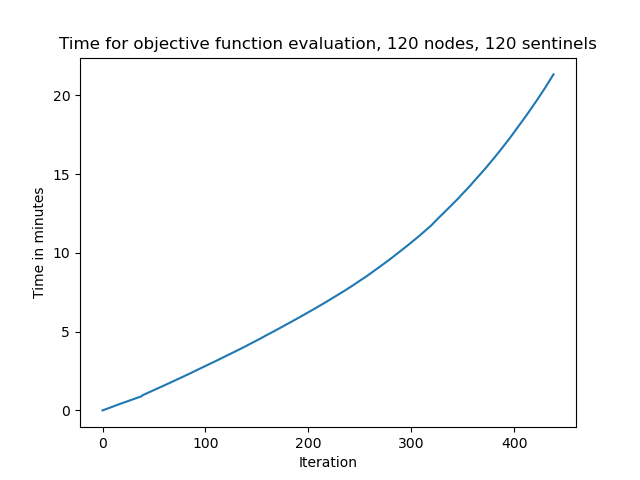 Time for objective function evaluation, 120 nodes, 120 sentinels
20
15
10
5
0
Time in minutes
0 100 200 300 400
Iteration